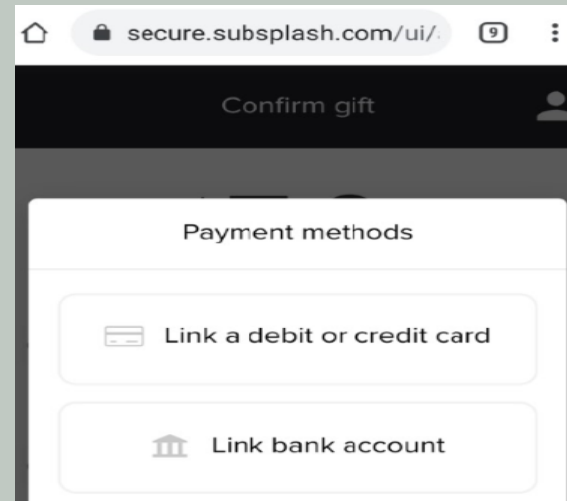 secure.subsplash.com/ui/ 9
Confirm gift
Payment methods
Link a debit or credit card
Link bank account